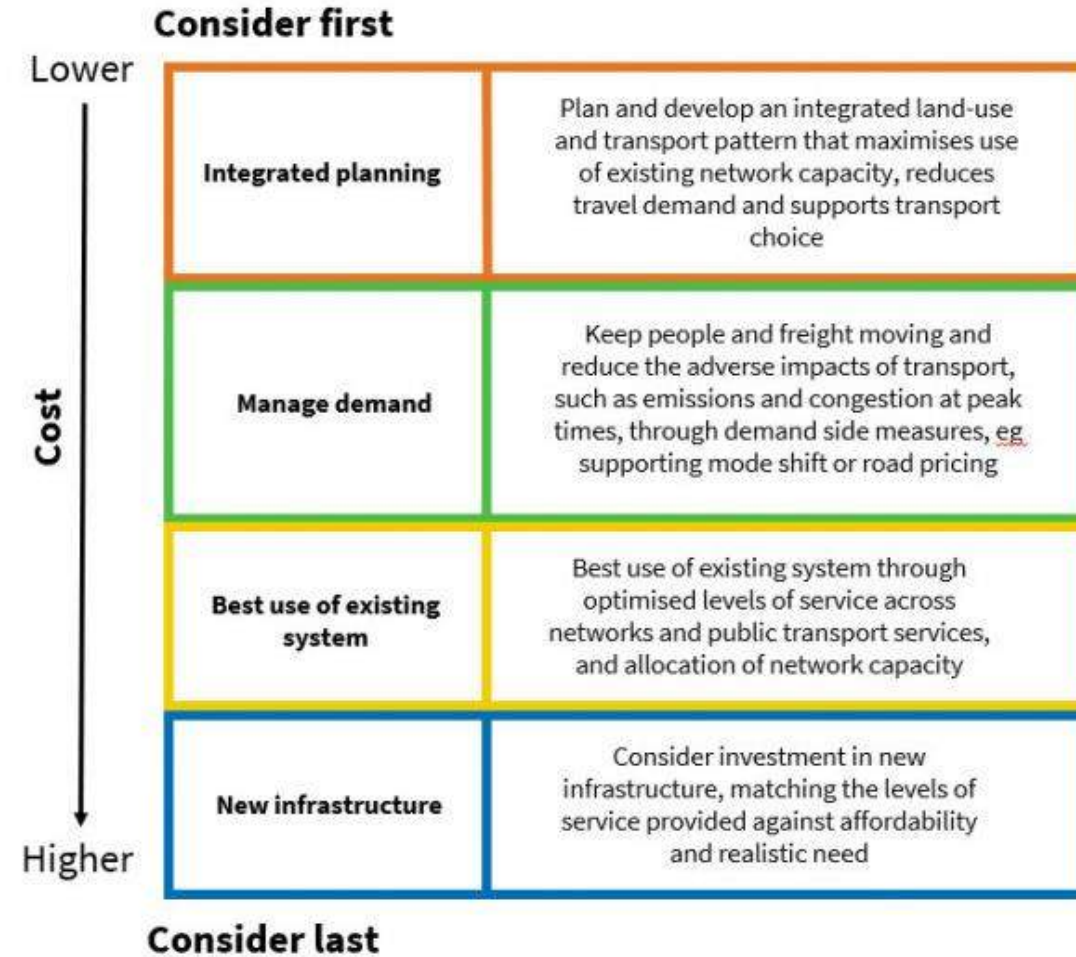 Consider first
Lower
Integrated planning
Plan and develop an integrated land-use
and transport pattern that maximises use
of existing network capacity, reduces
travel demand and supports transport
choice
Cost
Manage demand
Keep people and freight moving and
reduce the adverse impacts of transport,
such as emissions and congestion at peak
times, through demand side measures, eg
supporting mode shift or road pricing
Best use of existing
system
Best use of existing system through
optimised levels of service across
networks and public transport services,
and allocation of network capacity
New infrastructure
Consider investment in new
infrastructure, matching the levels of
service provided against affordability
and realistic need
Higher
Consider last